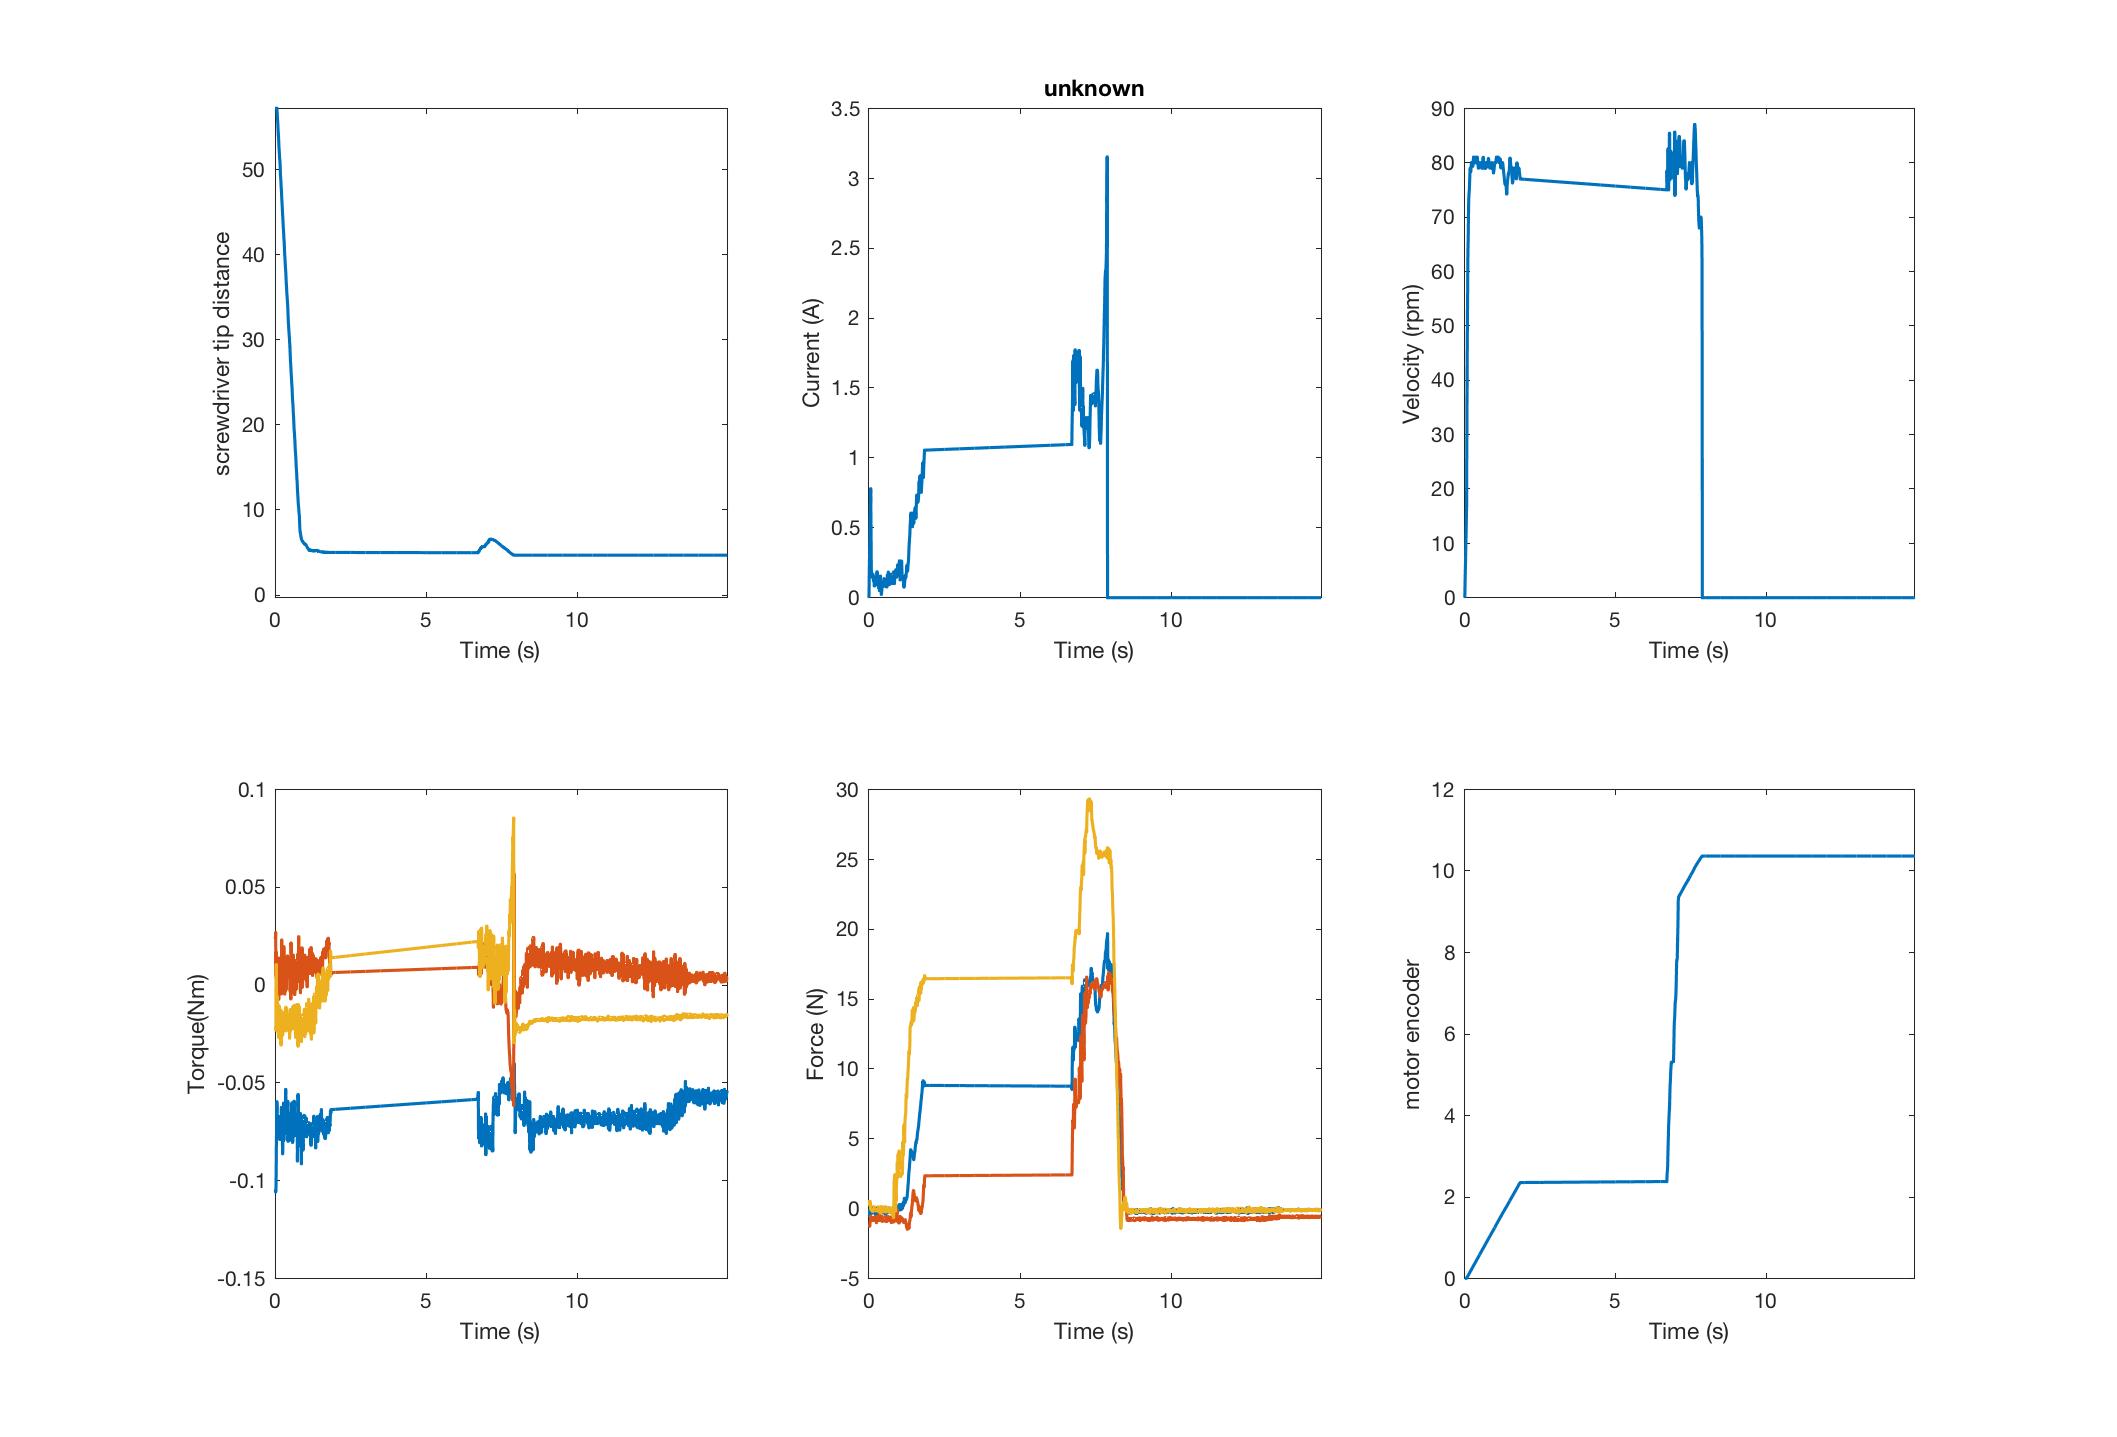 unknown
screwdriver tip distance
50
40
30
20
10
0
0 5 10
Time (s)
Current (A)
3.5
3
2.5
2
1.5
1
0.5
0
0 5 10
Time (s)
Velocity (rpm)
90
80
70
60
50
40
30
20
10
0
0 5 10
Time (s)
Torque(Nm)
0.1
0.05
0
-0.05
-0.1
-0.15
0 5 10
Time (s)
Force (N)
30
25
20
15
10
5
0
-5
0 5 10
Time (s)
motor encoder
12
10
8
6
4
2
0
0 5 10
Time (s)